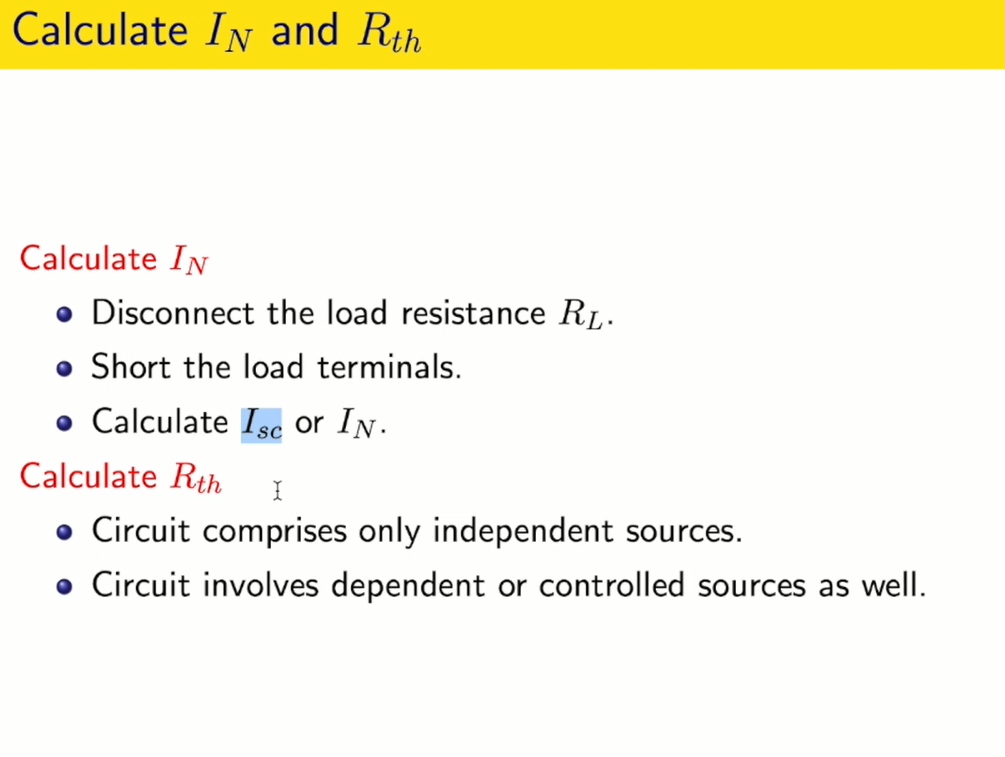 Calculate I_N and R_th
Calculate I_N
Disconnect the load resistance R_L.
Short the load terminals.
Calculate I_sc or I_N.
Calculate R_th
Circuit comprises only independent sources.
Circuit involves dependent or controlled sources as well.